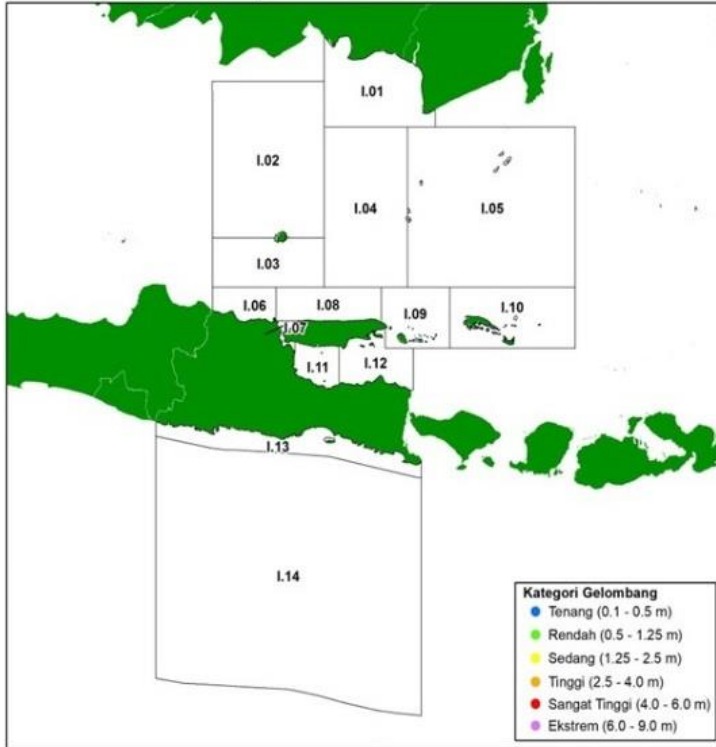 I.01
I.02
I.04
I.05
I.03
I.06
I.08
I.09
I.10
I.07
I.11
I.12
I.13
I.14
Kategori Gelombang
Tenang (0.1 - 0.5 m)
Rendah (0.5 - 1.25 m)
Sedang (1.25 - 2.5 m)
Tinggi (2.5 - 4.0 m)
Sangat Tinggi (4.0 - 6.0 m)
Ekstrem (6.0 - 9.0 m)